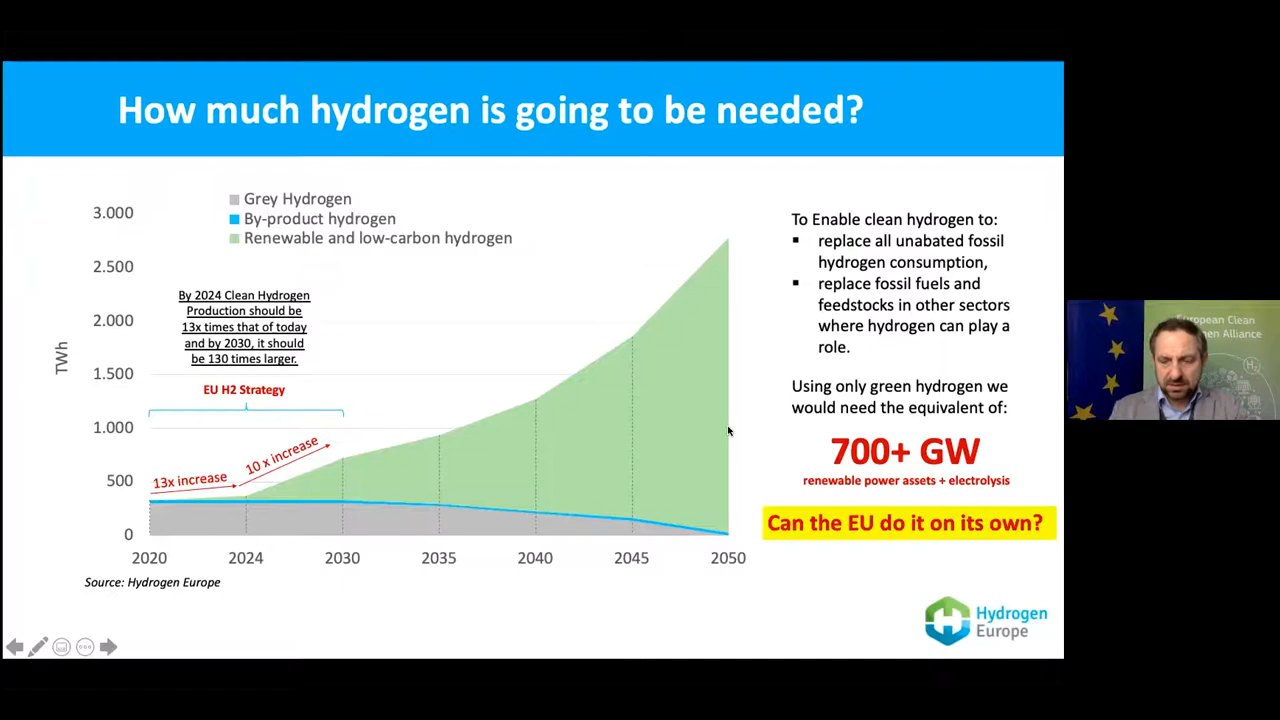 How much hydrogen is going to be needed?
Grey Hydrogen
By-product hydrogen
Renewable and low-carbon hydrogen
3.000
2.500
2.000
1.500
1.000
500
0
TWh
By 2024 Clean Hydrogen
Production should be
13x times that of today
and by 2030, it should
be 130 times larger.
EU H2 Strategy
13x increase
10 x increase
2020
2024
2030
2035
2040
2045
2050
Source: Hydrogen Europe
To Enable clean hydrogen to:
▪ replace all unabated fossil
hydrogen consumption,
▪ replace fossil fuels and
feedstocks in other sectors
where hydrogen can play a
role.
Using only green hydrogen we
would need the equivalent of:
700+ GW
renewable power assets + electrolysis
Can the EU do it on its own?
Hydrogen
Europe
European Clean
Alliance
H₂